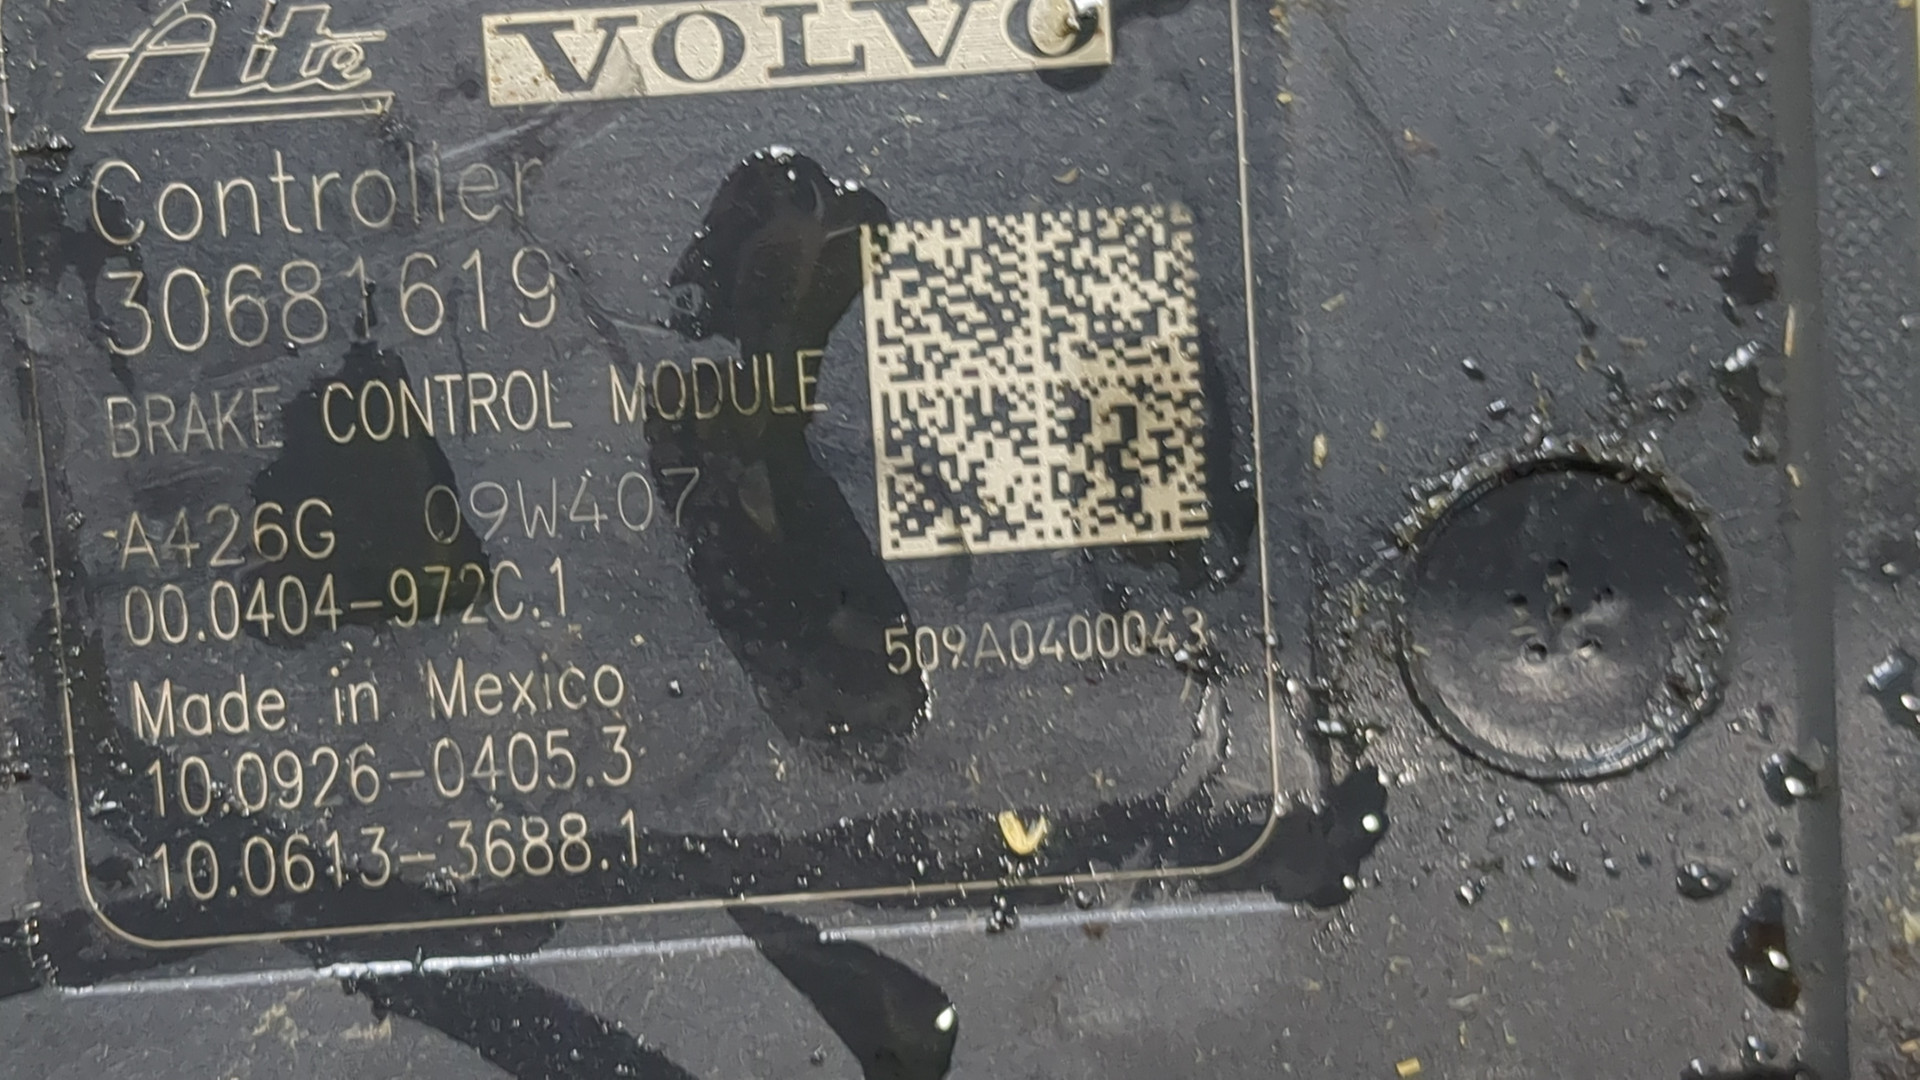 Ate VOLVO
Controller
30681619
BRAKE CONTROL MODULE
A426G 09W407
00.0404-972C.1
509A0400043
Made in Mexico
10.0926-0405.3
10.0613-3688.1